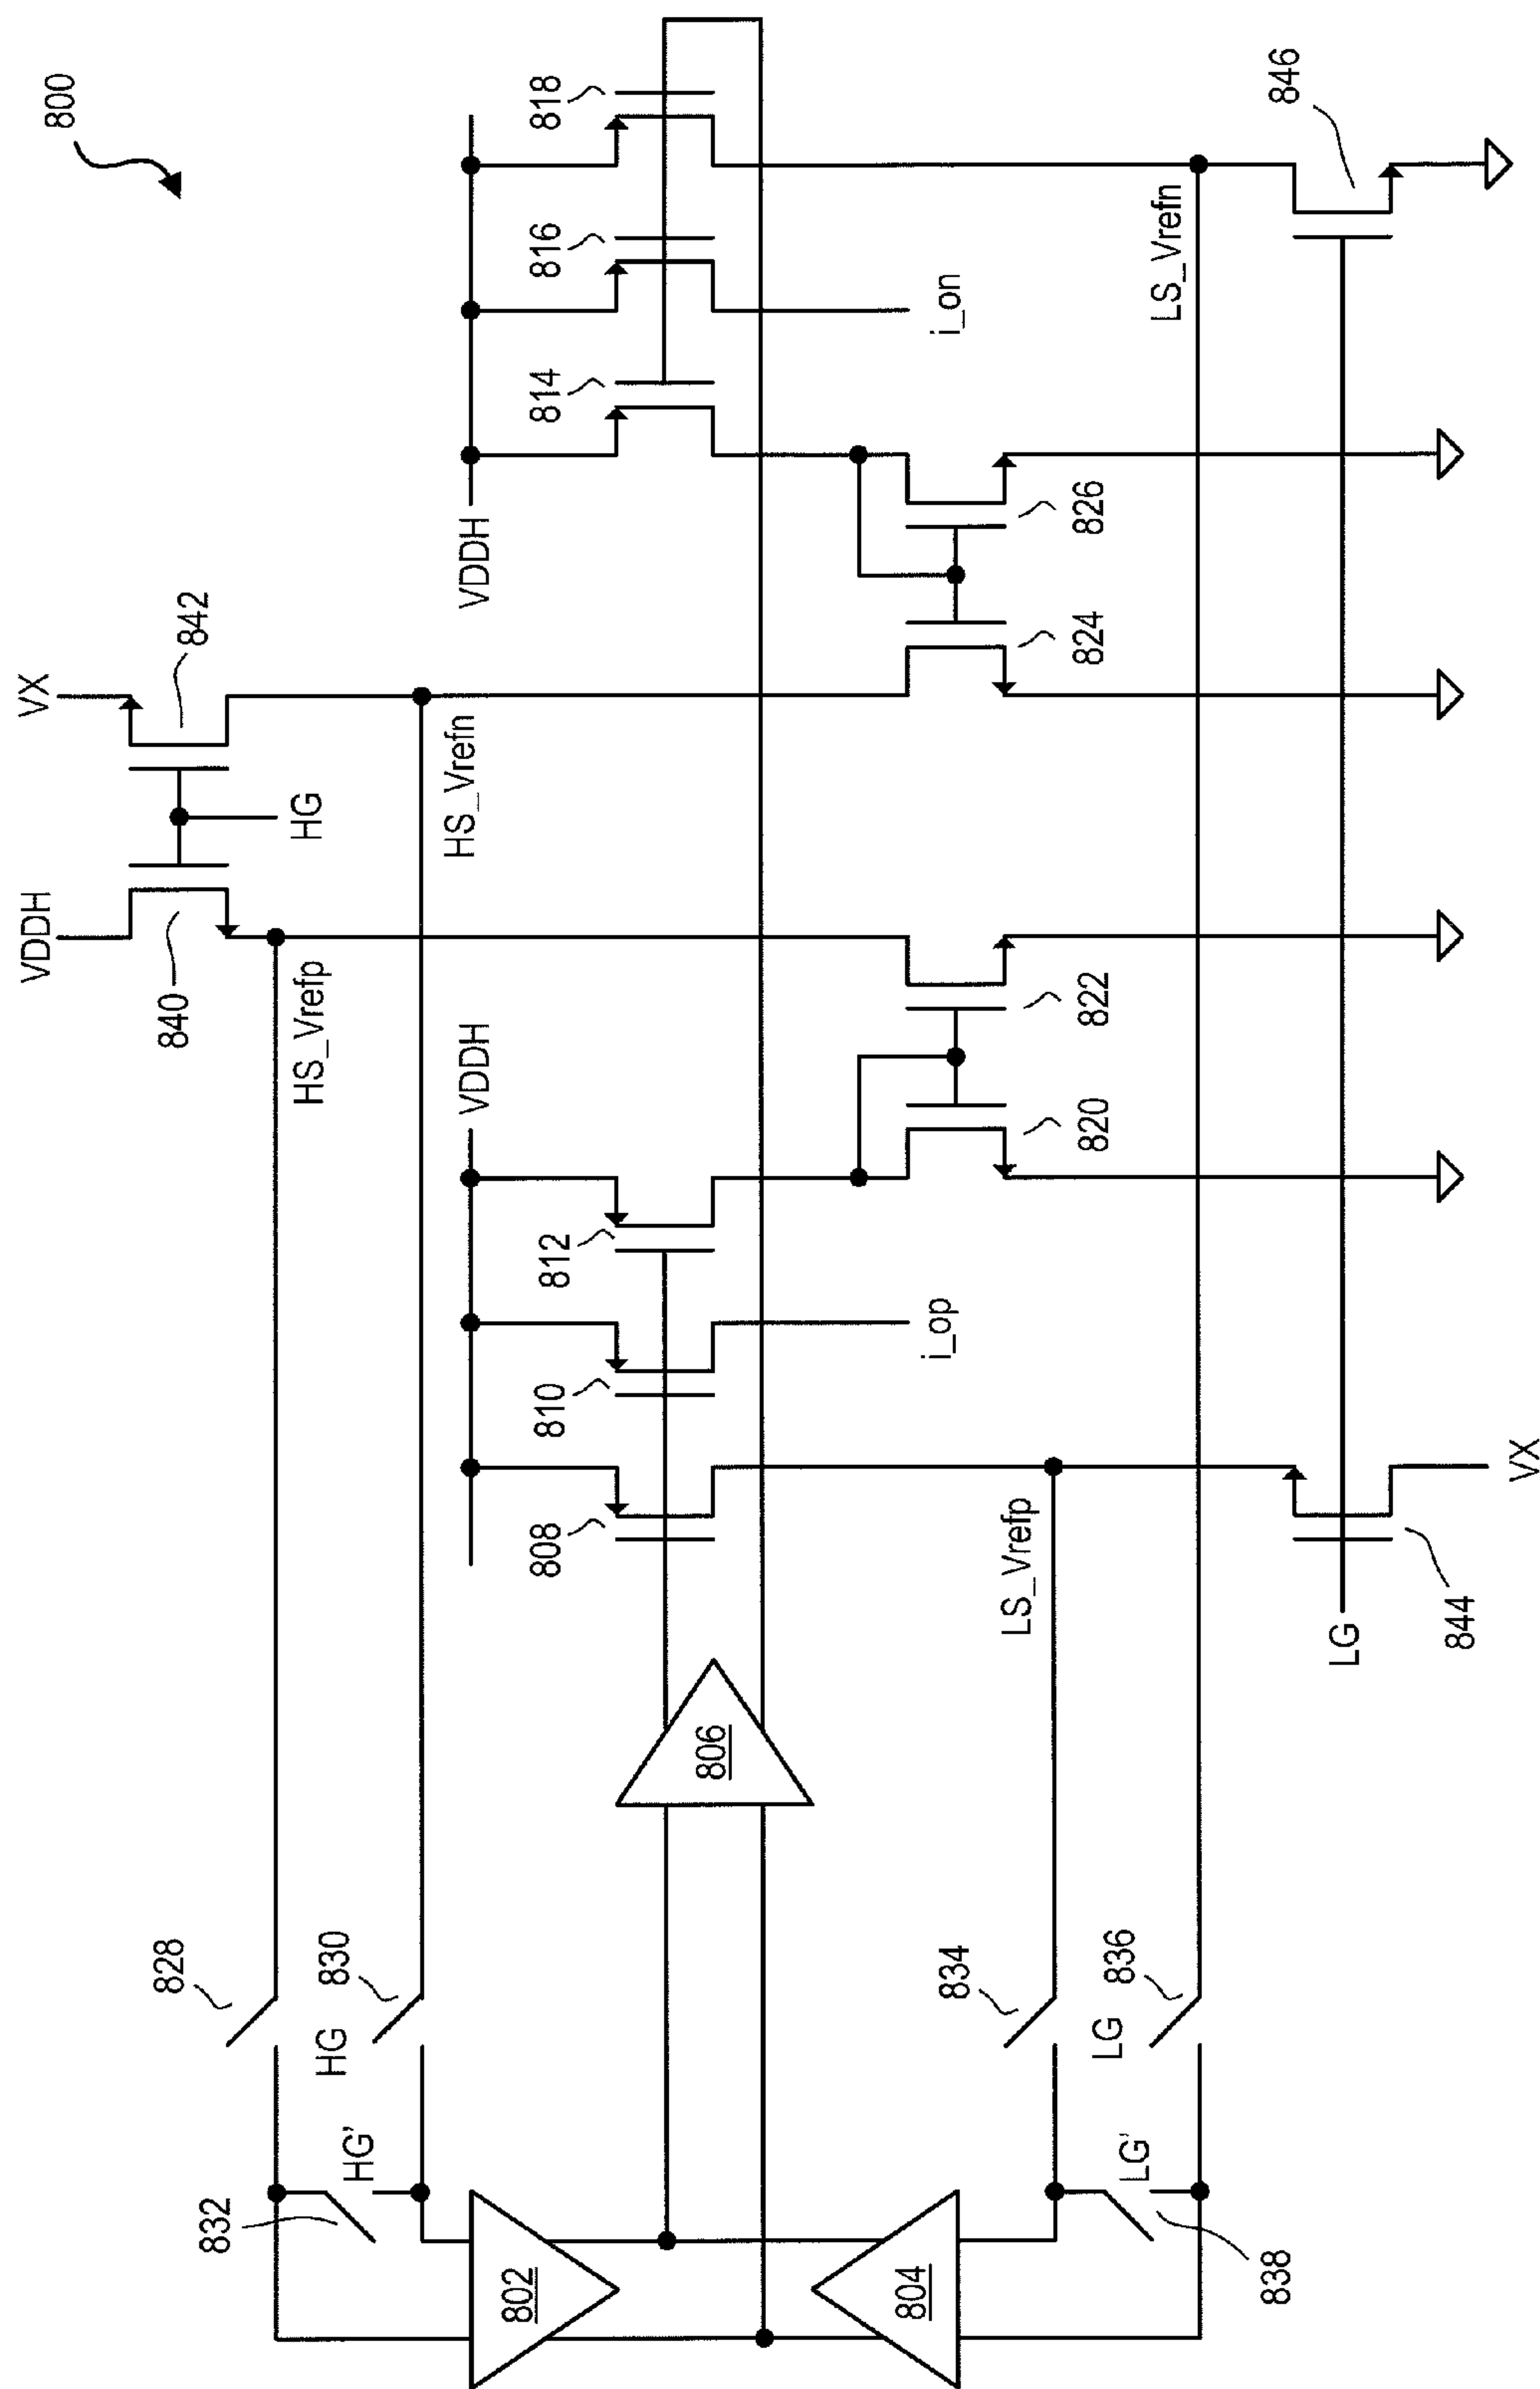 800
VDDH
VX
840
842
HG
HS_Vrefp
HS_Vrefn
828
HG
830
832
HG'
VDDH
VDDH
808
810
812
814
816
818
i_op
i_on
802
806
804
820
822
824
826
834
LG
836
LG'
838
LS_Vrefp
LS_Vrefn
LG
844
VX
846